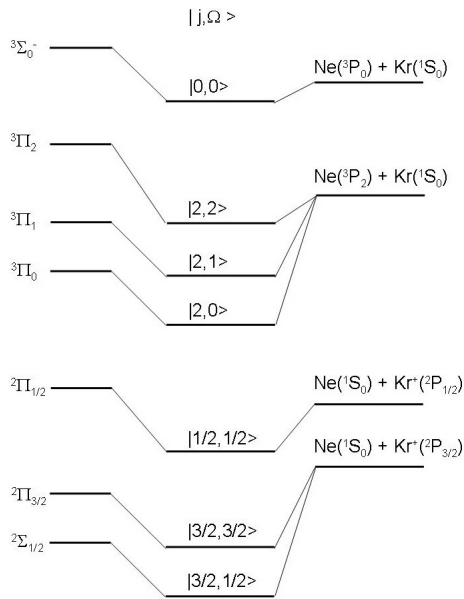 | j,Ω >
³Σ₀⁻
|0,0>
Ne(³P₀) + Kr(¹S₀)
³Π₂
|2,2>
Ne(³P₂) + Kr(¹S₀)
³Π₁
|2,1>
³Π₀
|2,0>
²Π₁/₂
|1/2,1/2>
Ne(¹S₀) + Kr⁺(²P₁/₂)
Ne(¹S₀) + Kr⁺(²P₃/₂)
²Π₃/₂
|3/2,3/2>
²Σ₁/₂
|3/2,1/2>